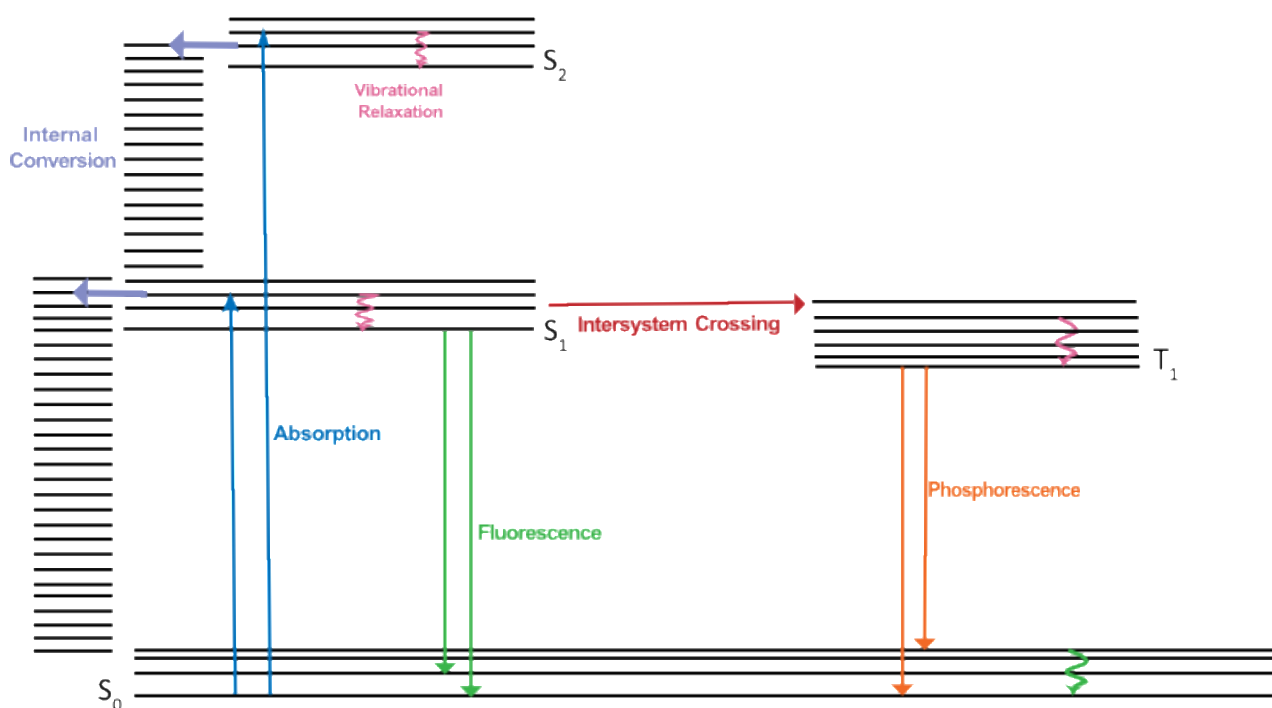 S₂
Vibrational
Relaxation
Internal
Conversion
S₁
Intersystem Crossing
T₁
Absorption
Phosphorescence
Fluorescence
S₀